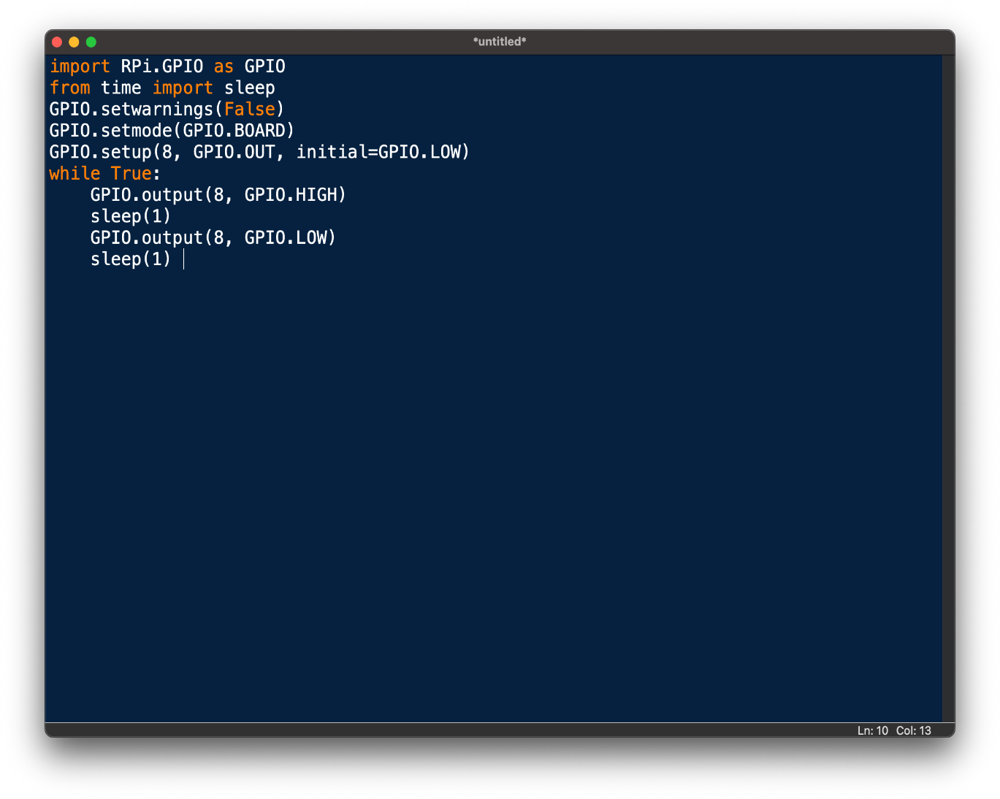 *untitled*
import RPi.GPIO as GPIO
from time import sleep
GPIO.setwarnings(False)
GPIO.setmode(GPIO.BOARD)
GPIO.setup(8, GPIO.OUT, initial=GPIO.LOW)
while True:
    GPIO.output(8, GPIO.HIGH)
    sleep(1)
    GPIO.output(8, GPIO.LOW)
    sleep(1)
Ln: 10 Col: 13